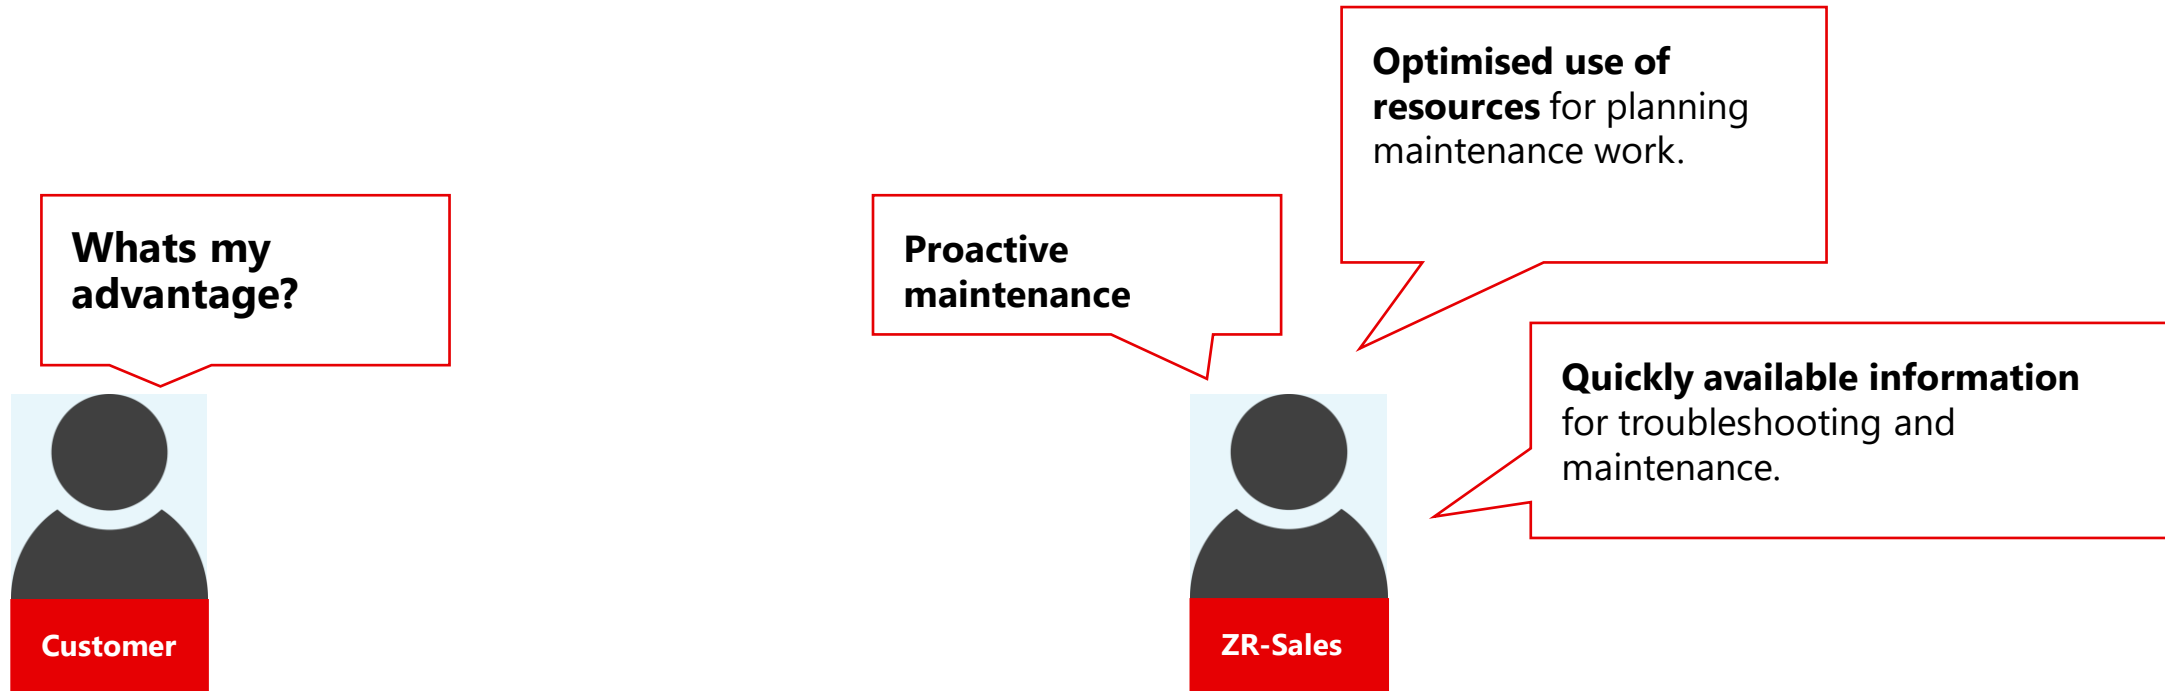 Whats my
advantage?
Customer
Proactive
maintenance
Optimised use of
resources for planning
maintenance work.
Quickly available information
for troubleshooting and
maintenance.
ZR-Sales